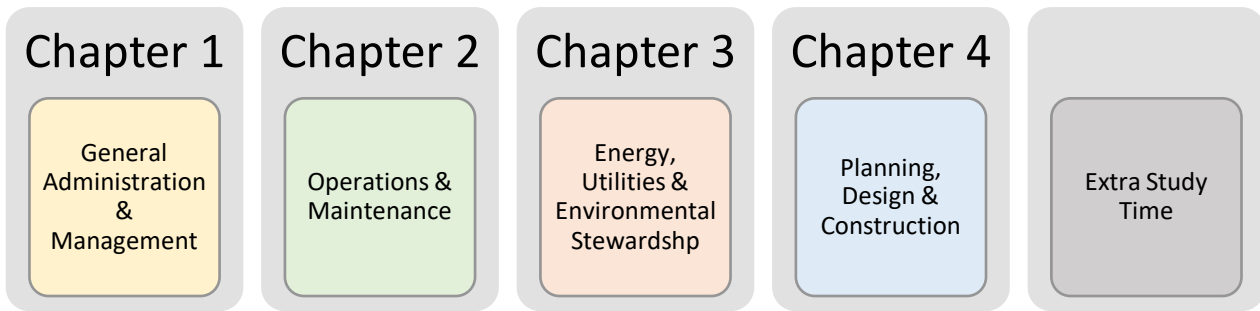 Chapter 1
General
Administration
&
Management
Chapter 2
Operations &
Maintenance
Chapter 3
Energy,
Utilities &
Environmental
Stewardshp
Chapter 4
Planning,
Design &
Construction
Extra Study
Time